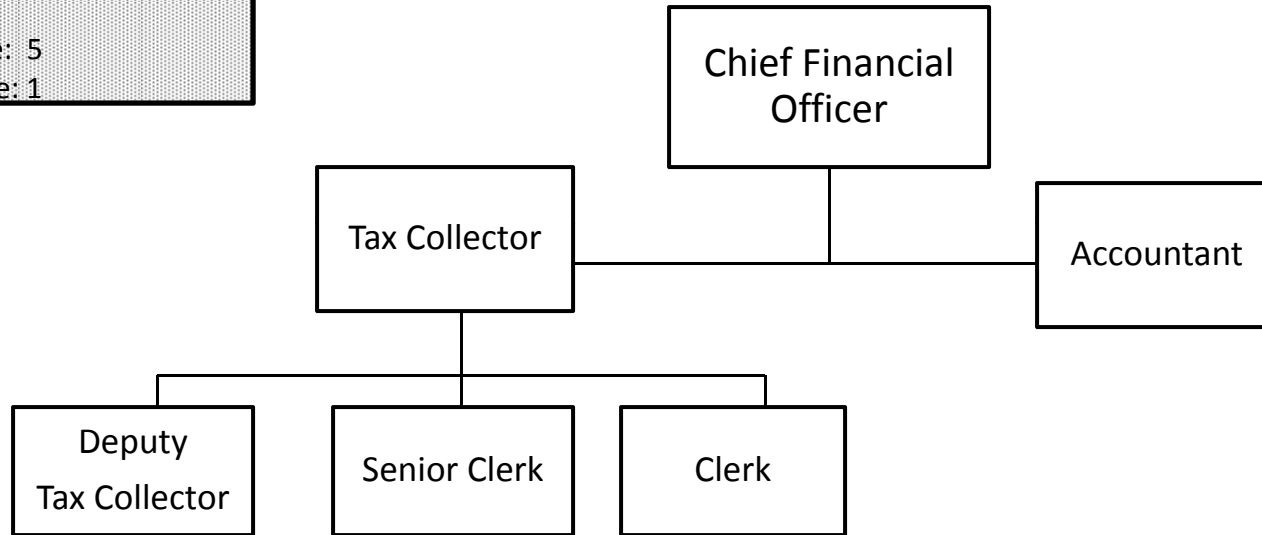 e: 5
e: 1
Chief Financial
Officer
Tax Collector
Accountant
Deputy
Tax Collector
Senior Clerk
Clerk